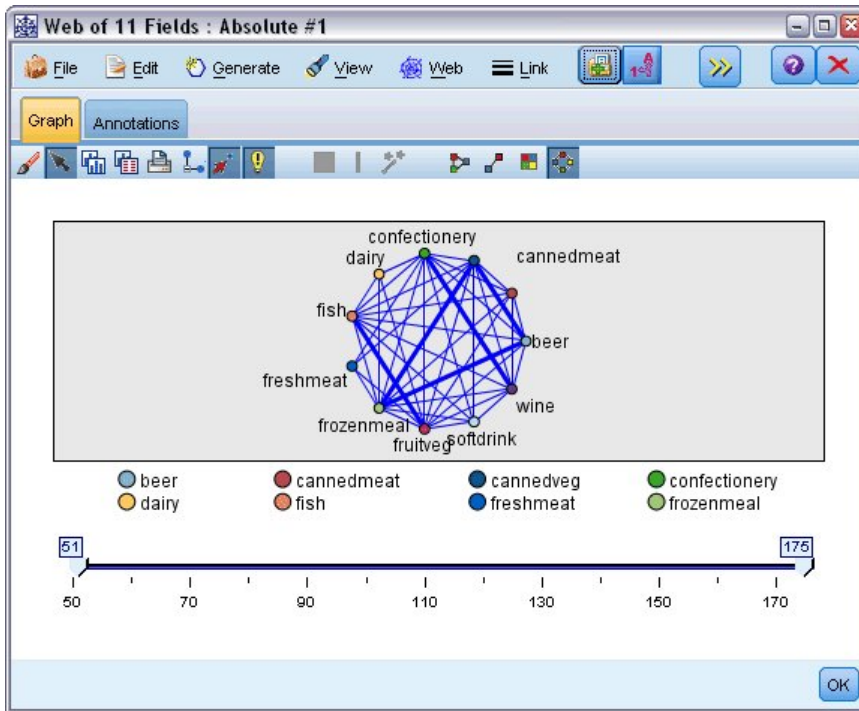 Web of 11 Fields : Absolute #1
File Edit Generate View Web Link
Graph Annotations
confectionery
dairy cannedmeat
fish beer
freshmeat
wine
frozenmeal softdrink
fruitveg
beer cannedmeat cannedveg confectionery
dairy fish freshmeat frozenmeal
51 175
50 70 90 110 130 150 170
OK